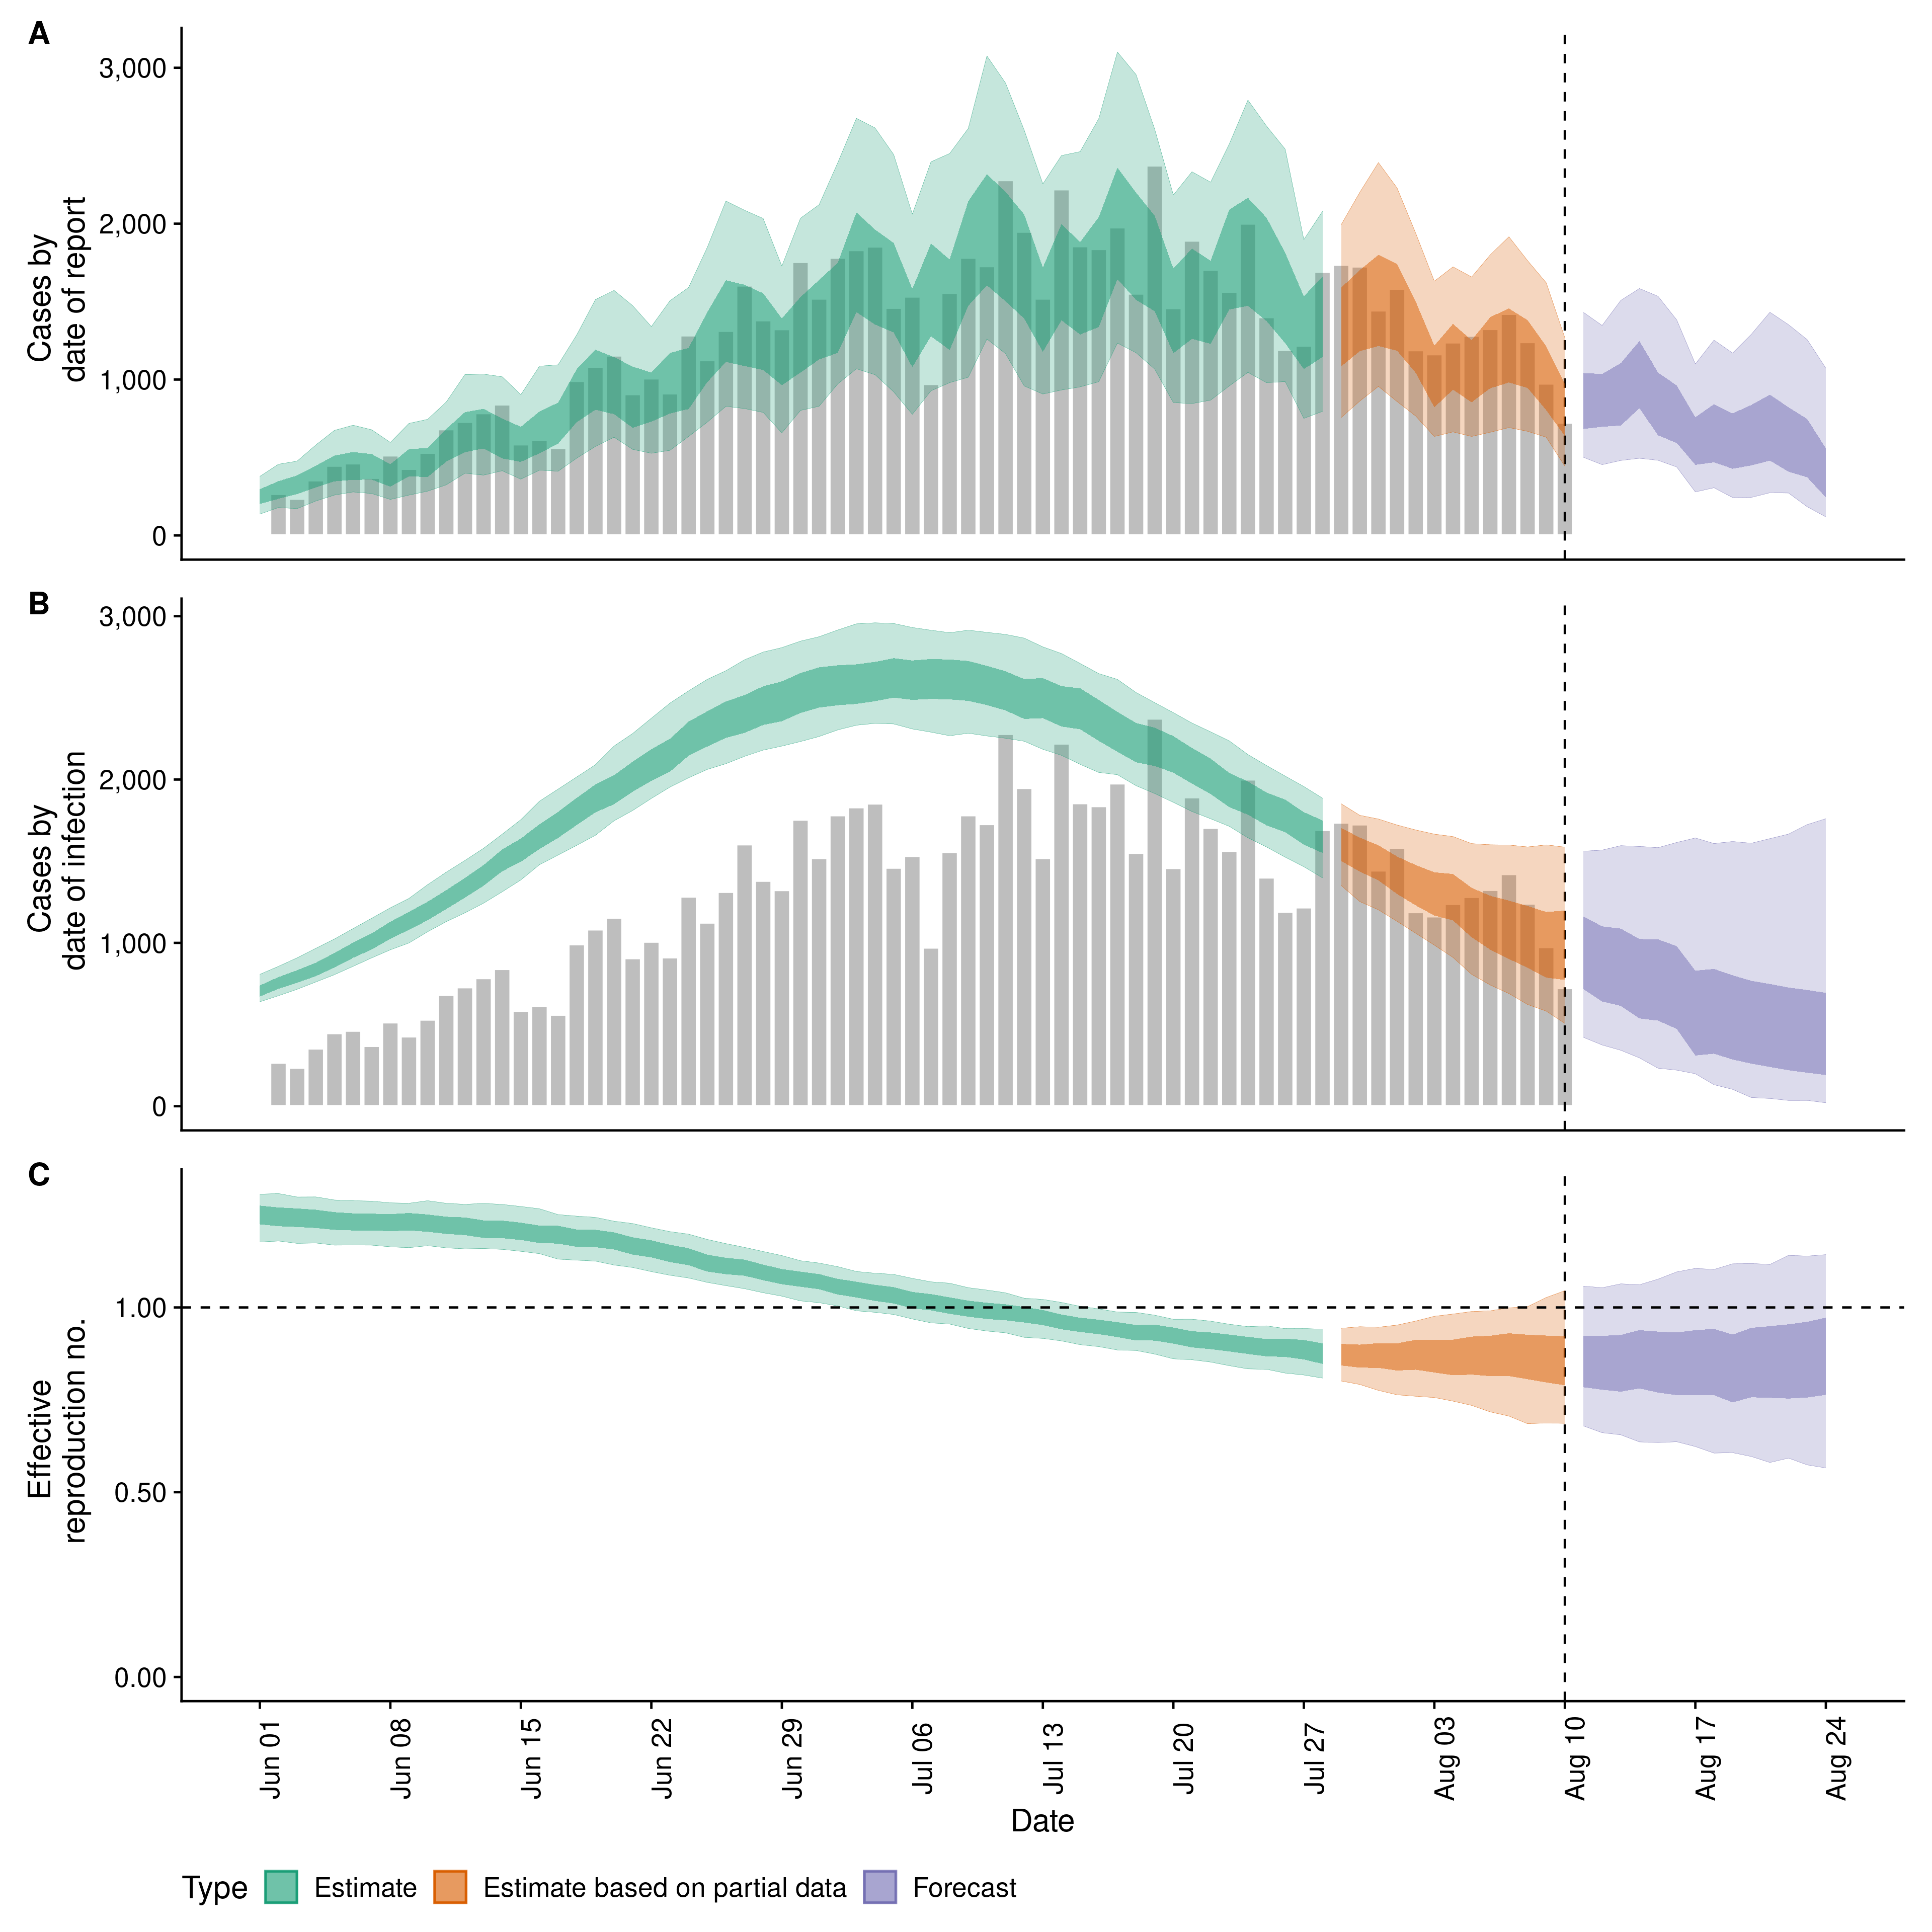 A
3,000
2,000
1,000
0
Cases by
date of report
B
3,000
2,000
1,000
0
Cases by
date of infection
C
1.00
0.50
0.00
Effective
reproduction no.
Jun 01
Jun 08
Jun 15
Jun 22
Jun 29
Jul 06
Jul 13
Jul 20
Jul 27
Aug 03
Aug 10
Aug 17
Aug 24
Date
Type Estimate Estimate based on partial data Forecast